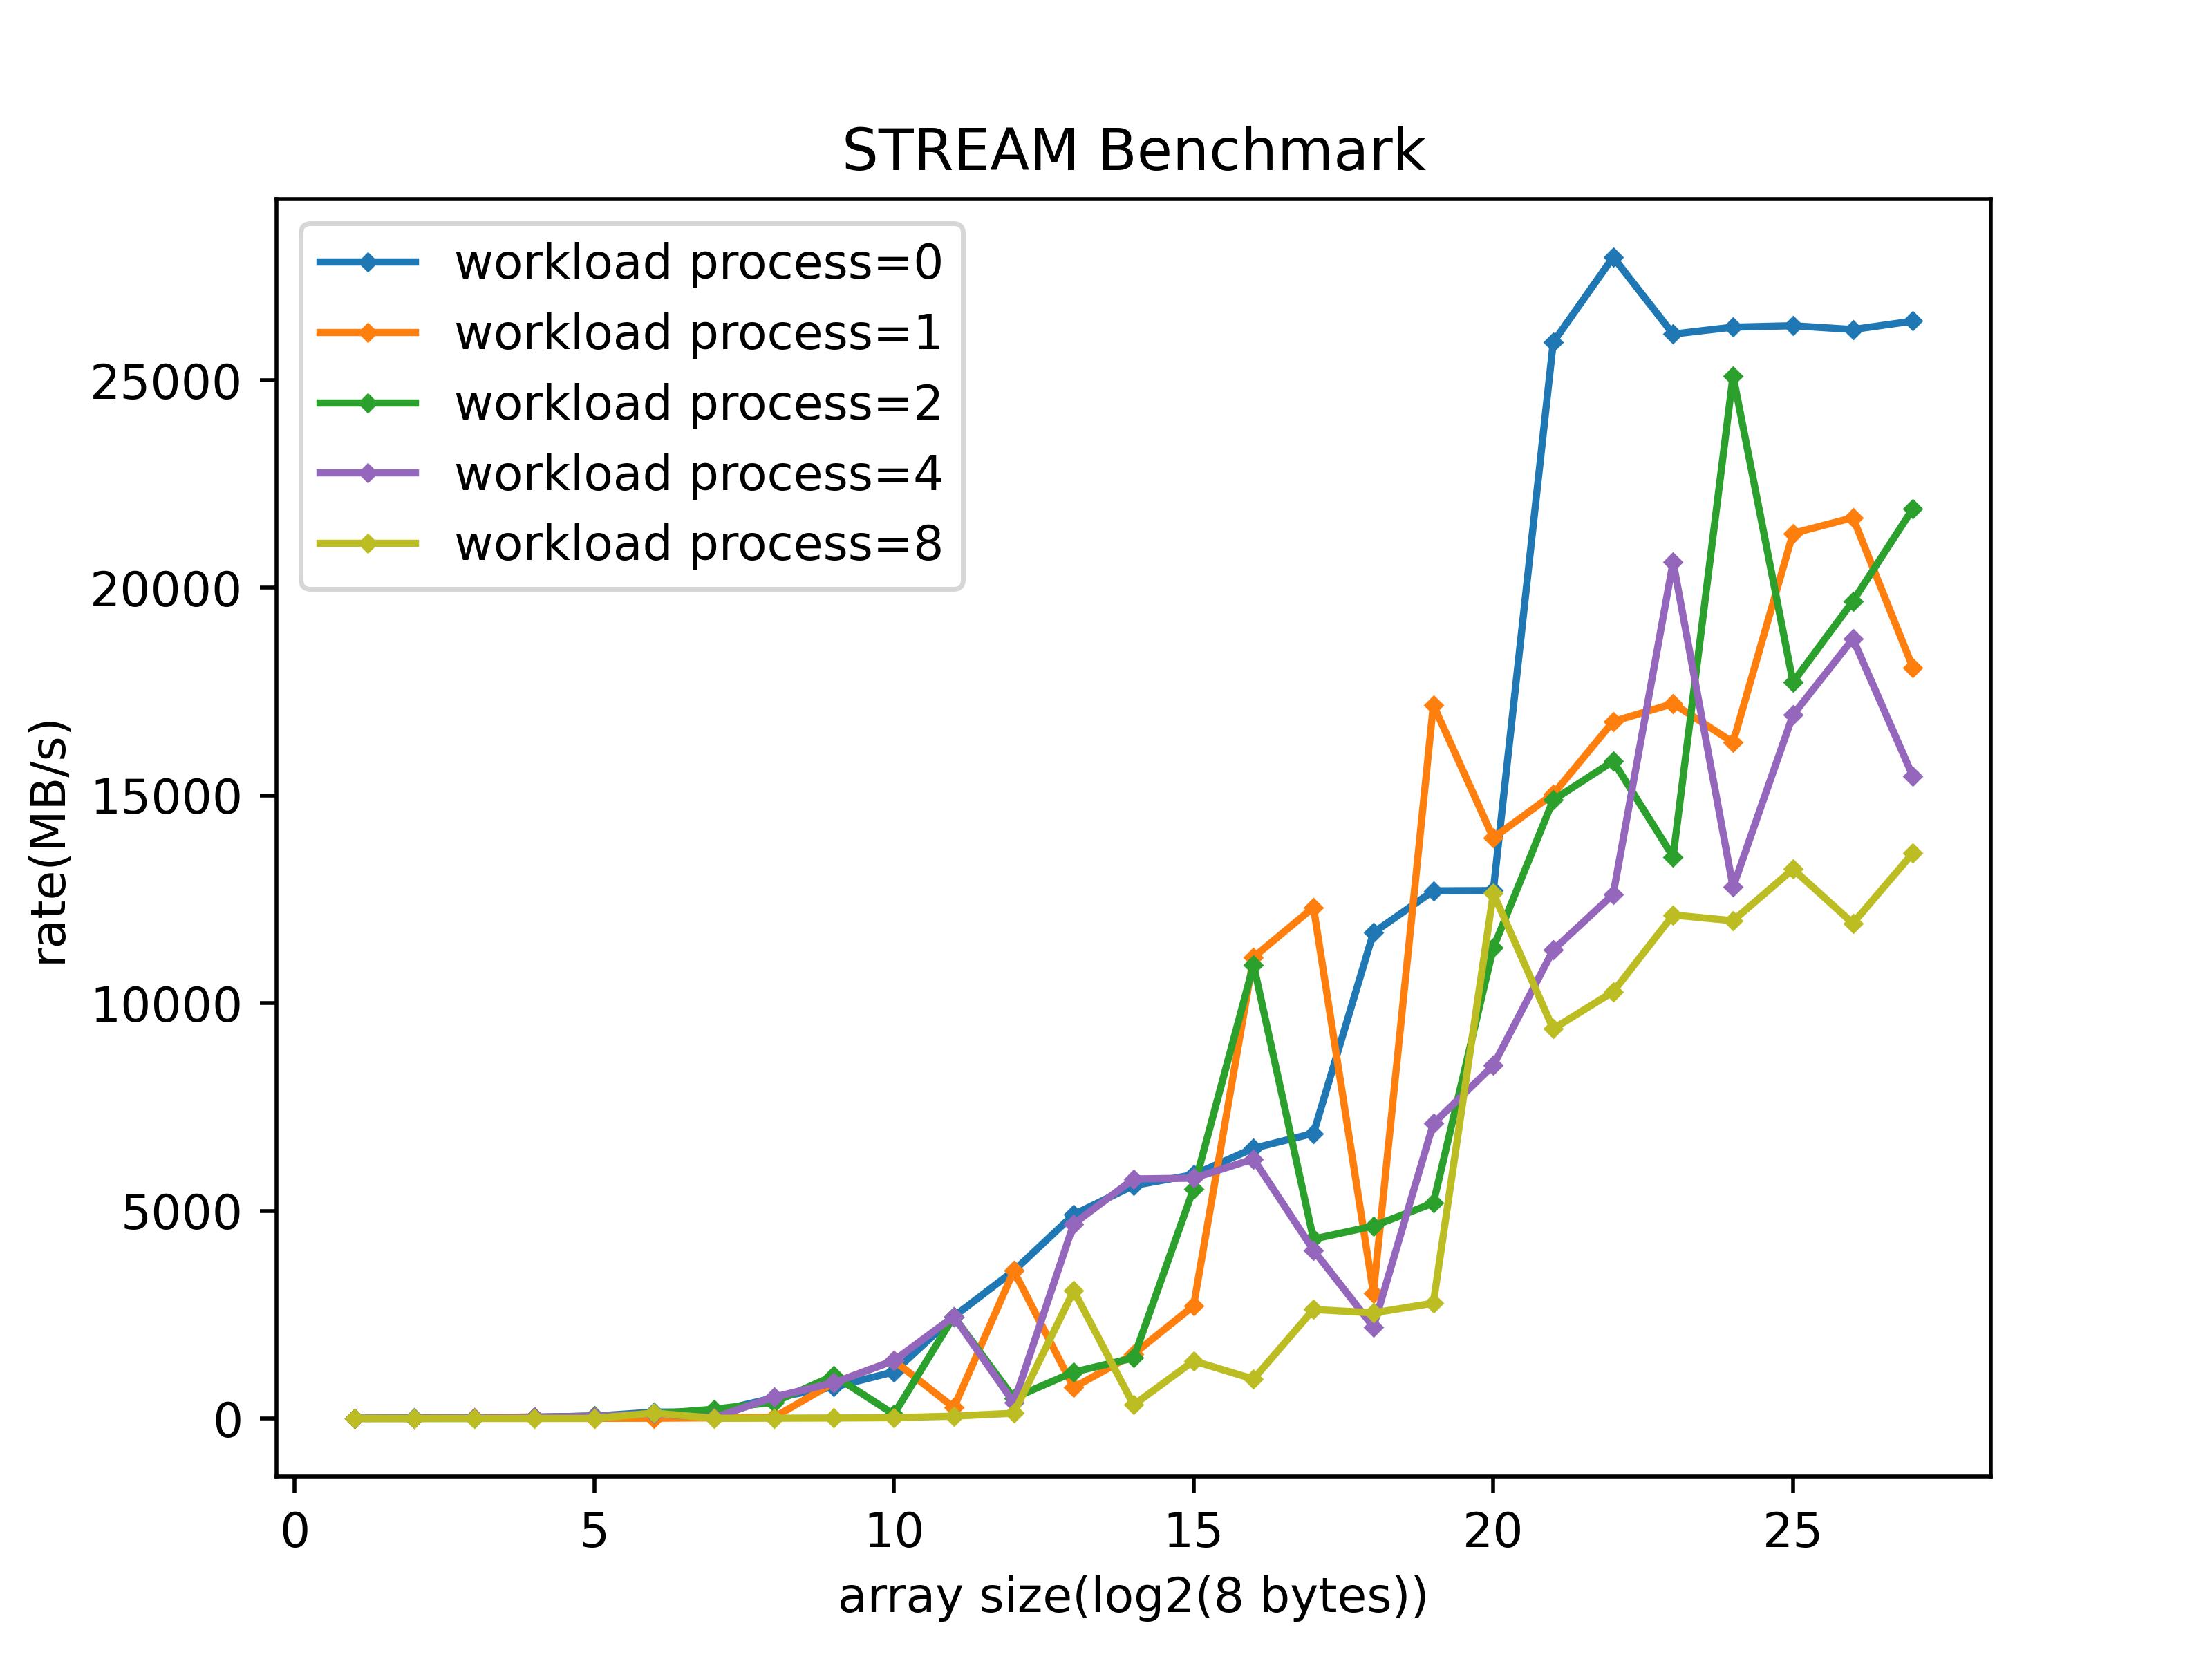 STREAM Benchmark
workload process=0
workload process=1
workload process=2
workload process=4
workload process=8
25000
20000
15000
10000
5000
0
rate(MB/s)
0 5 10 15 20 25
array size(log2(8 bytes))